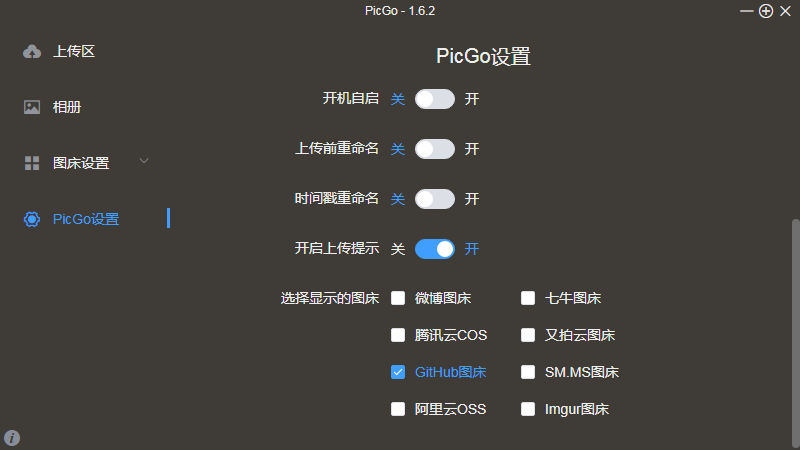 PicGo - 1.6.2
上传区
相册
图床设置
PicGo设置
PicGo设置
开机自启 关 开
上传前重命名 关 开
时间戳重命名 关 开
开启上传提示 关 开
选择显示的图床 微博图床 七牛图床
腾讯云COS 又拍云图床
GitHub图床 SM.MS图床
阿里云OSS Imgur图床